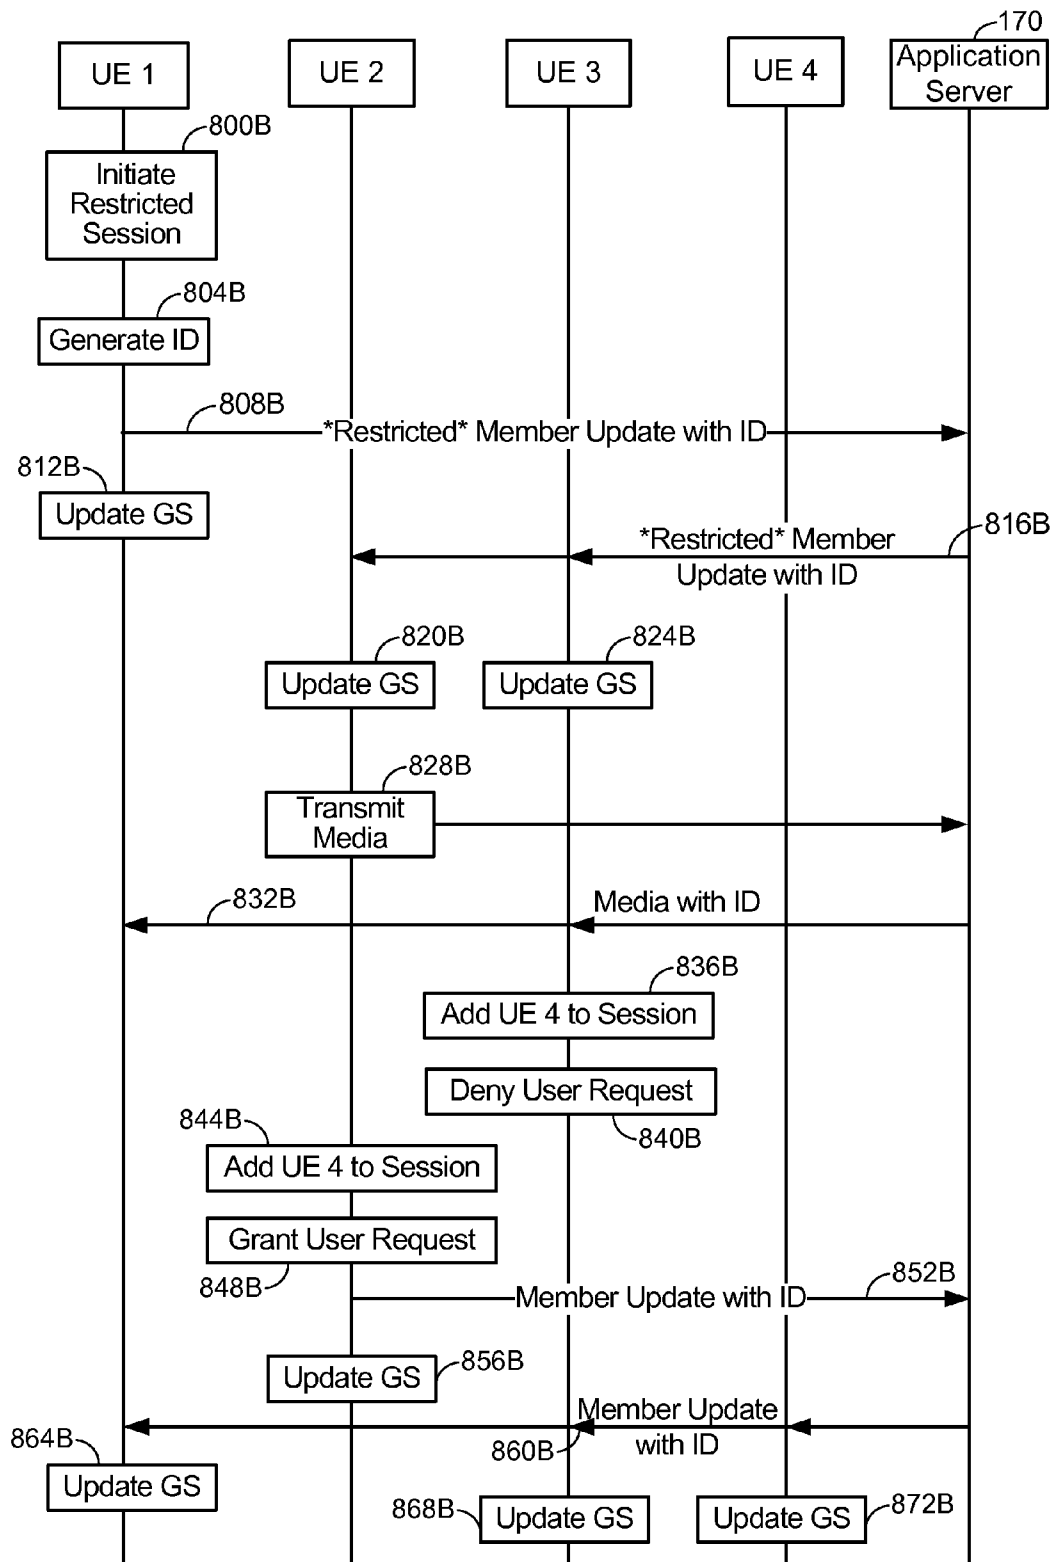 170
UE 1
UE 2
UE 3
UE 4
Application
Server
800B
Initiate
Restricted
Session
804B
Generate ID
808B
*Restricted* Member Update with ID
812B
Update GS
816B
*Restricted* Member
Update with ID
820B
824B
Update GS
Update GS
828B
Transmit
Media
832B
Media with ID
836B
Add UE 4 to Session
Deny User Request
840B
844B
Add UE 4 to Session
Grant User Request
848B
852B
Member Update with ID
856B
Update GS
Member Update
with ID
860B
864B
Update GS
868B
Update GS
Update GS
872B